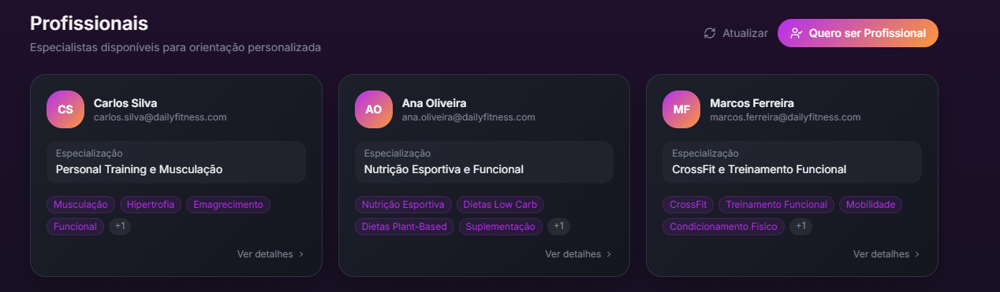 Profissionais
Especialistas disponíveis para orientação personalizada
Atualizar
Quero ser Profissional
CS
Carlos Silva
carlos.silva@dailyfitness.com
Especialização
Personal Training e Musculação
Musculação Hipertrofia Emagrecimento
Funcional +1
Ver detalhes
AO
Ana Oliveira
ana.oliveira@dailyfitness.com
Especialização
Nutrição Esportiva e Funcional
Nutrição Esportiva Dietas Low Carb
Dietas Plant-Based Suplementação +1
Ver detalhes
MF
Marcos Ferreira
marcos.ferreira@dailyfitness.com
Especialização
CrossFit e Treinamento Funcional
CrossFit Treinamento Funcional Mobilidade
Condicionamento Físico +1
Ver detalhes